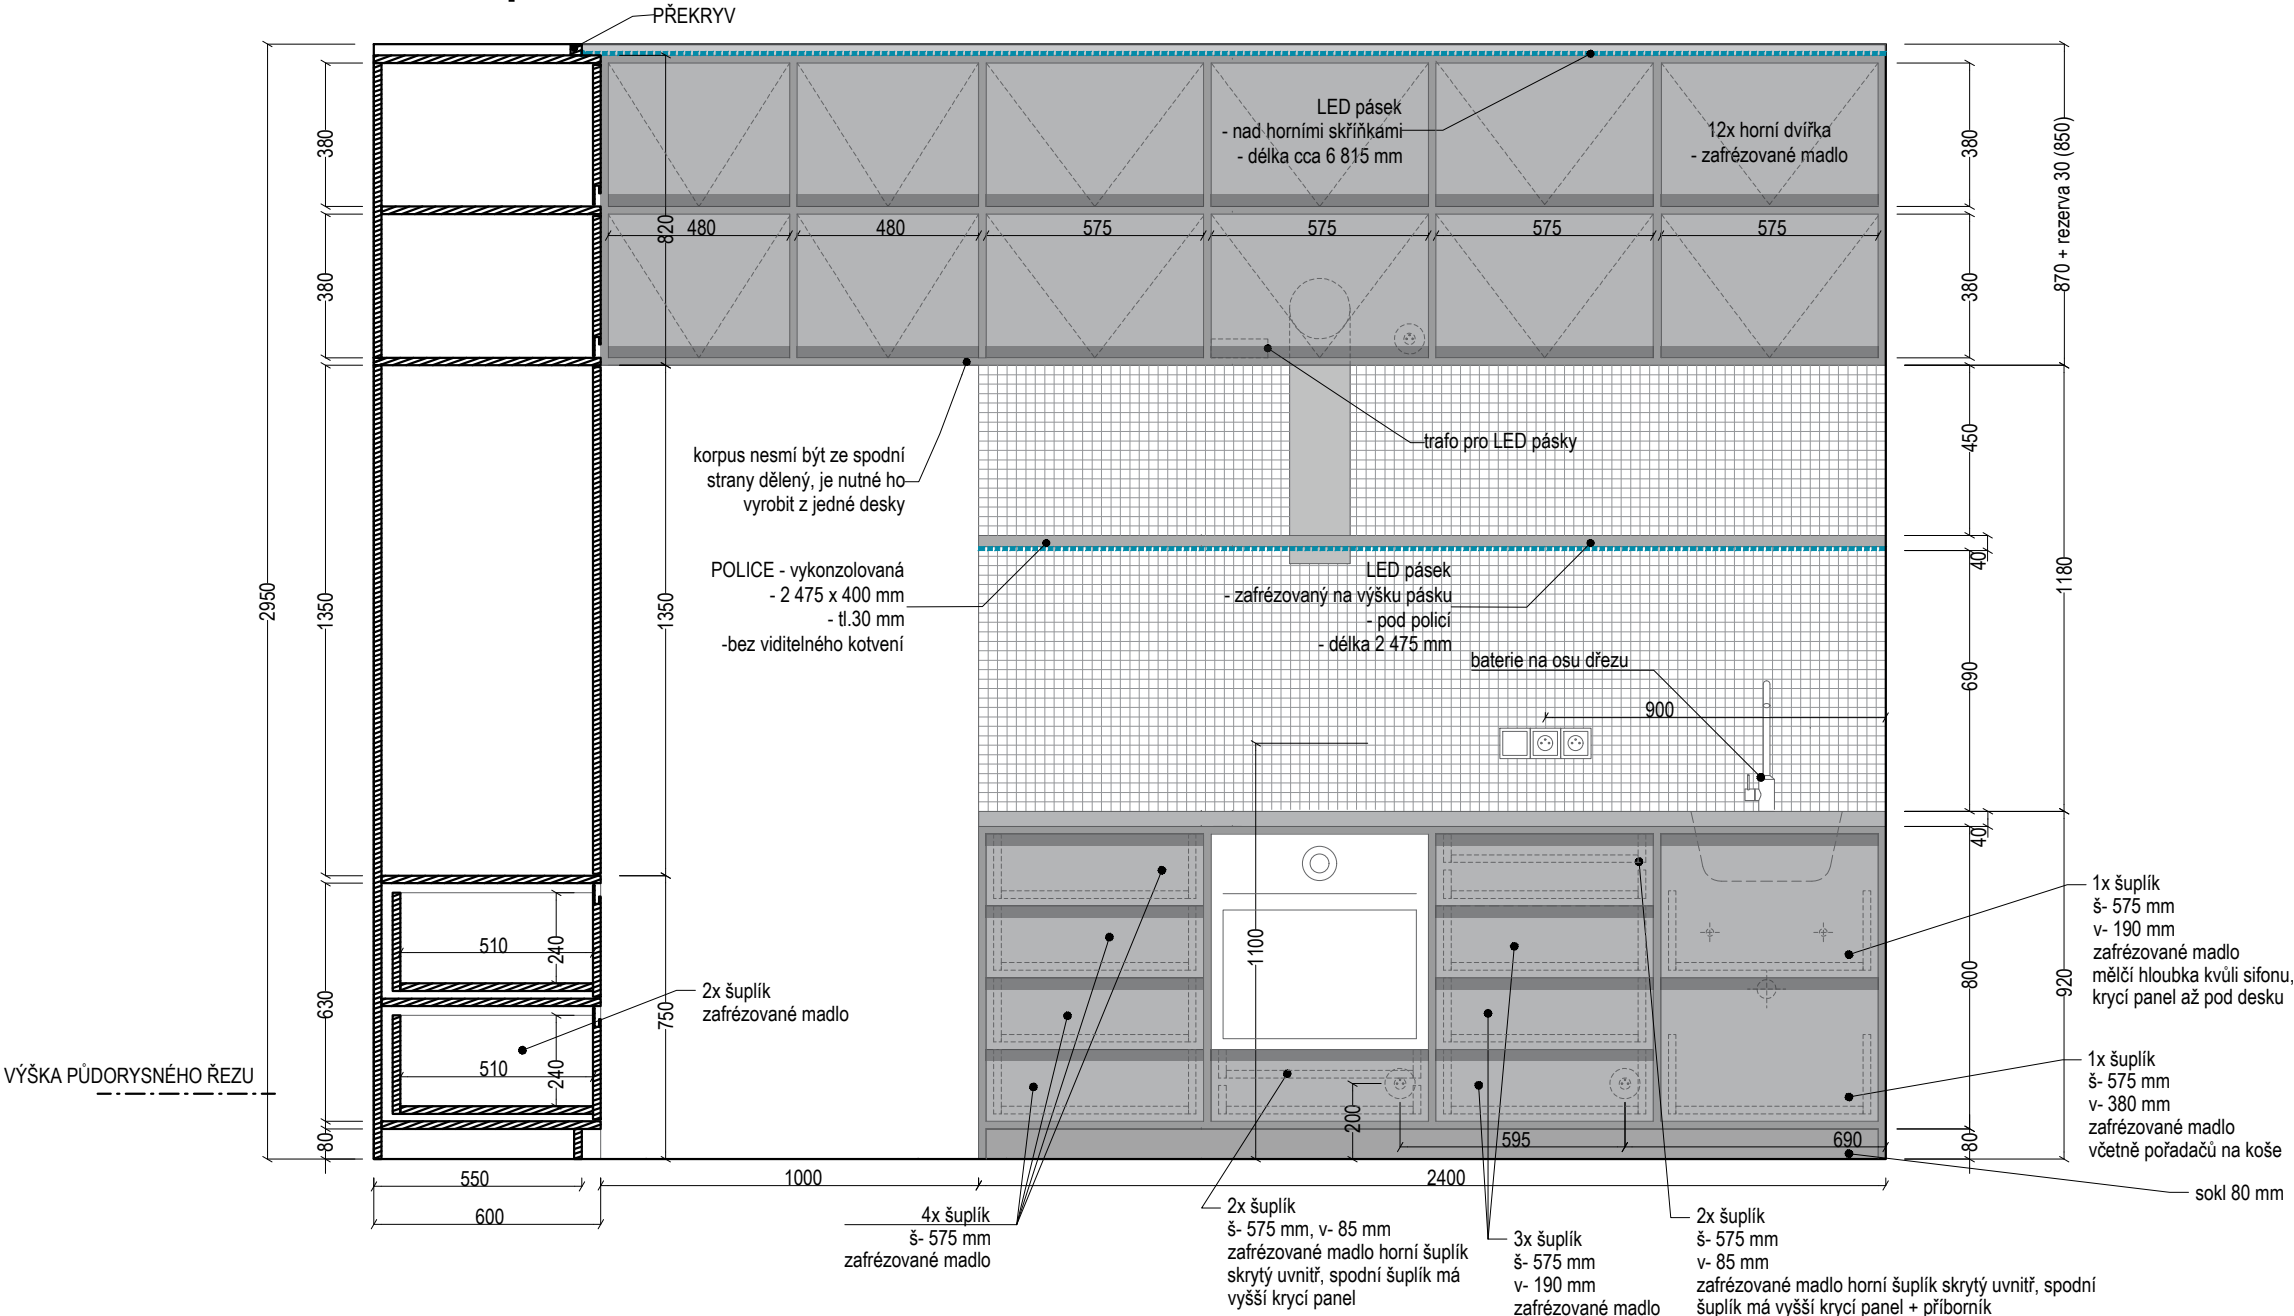 PŘEKRYV
LED pásek
- nad horními skříňkami
- délka cca 6 815 mm
12x horní dvířka
- zafrézované madlo
380
820
380
870 + rezerva 30 (850)
480
480
575
575
575
575
380
380
korpus nesmí být ze spodní
strany dělený, je nutné ho
vyrobit z jedné desky
trafo pro LED pásky
450
40
POLICE - vykonzolovaná
- 2 475 x 400 mm
- tl.30 mm
-bez viditelného kotvení
LED pásek
- zafrézovaný na výšku pásku
- pod policí
- délka 2 475 mm
2950
1350
1350
1180
690
baterie na osu dřezu
900
40
1100
510
240
630
2x šuplík
zafrézované madlo
750
510
240
800
920
1x šuplík
š- 575 mm
v- 190 mm
zafrézované madlo
mělčí hloubka kvůli sifonu,
krycí panel až pod desku
VÝŠKA PŮDORYSNÉHO ŘEZU
1x šuplík
š- 575 mm
v- 380 mm
zafrézované madlo
včetně pořadačů na koše
80
200
595
690
80
sokl 80 mm
550
600
1000
2400
4x šuplík
š- 575 mm
zafrézované madlo
2x šuplík
š- 575 mm, v- 85 mm
zafrézované madlo horní šuplík
skrytý uvnitř, spodní šuplík má
vyšší krycí panel
3x šuplík
š- 575 mm
v- 190 mm
zafrézované madlo
2x šuplík
š- 575 mm
v- 85 mm
zafrézované madlo horní šuplík skrytý uvnitř, spodní
šuplík má vyšší krycí panel + příborník